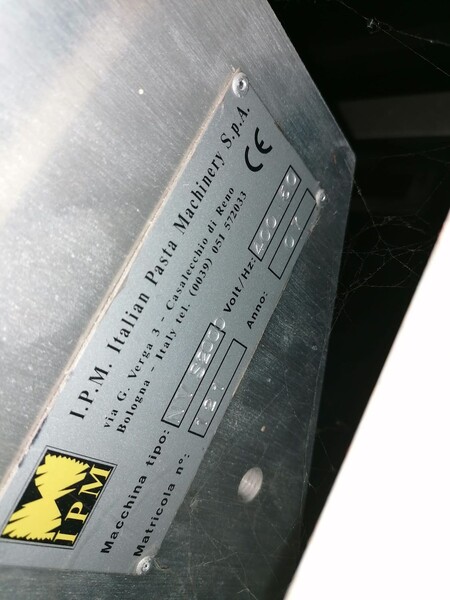 I.P.M. Italian Pasta Machinery S.p.A.
via G. Verga 3 - Casalecchio di Reno
Bologna - Italy tel. (0039) 051 572033
CE
Macchina tipo: Volt/Hz: 400 50
Matricola n°: Anno: 07
IPM